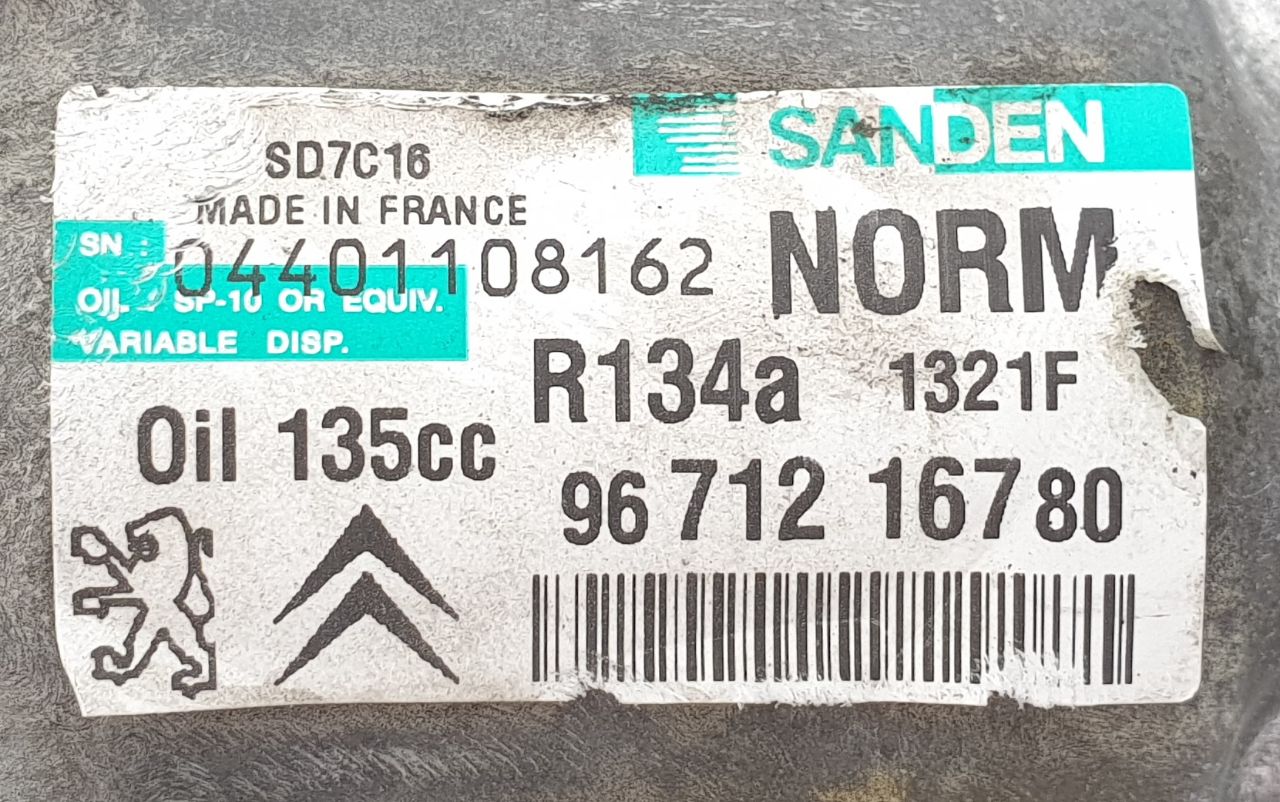 SANDEN
SD7C16
MADE IN FRANCE
SN : 04401108162
NORM
OIL : SP-10 OR EQUIV.
VARIABLE DISP.
R134a 1321F
Oil 135cc
96 712 167 80